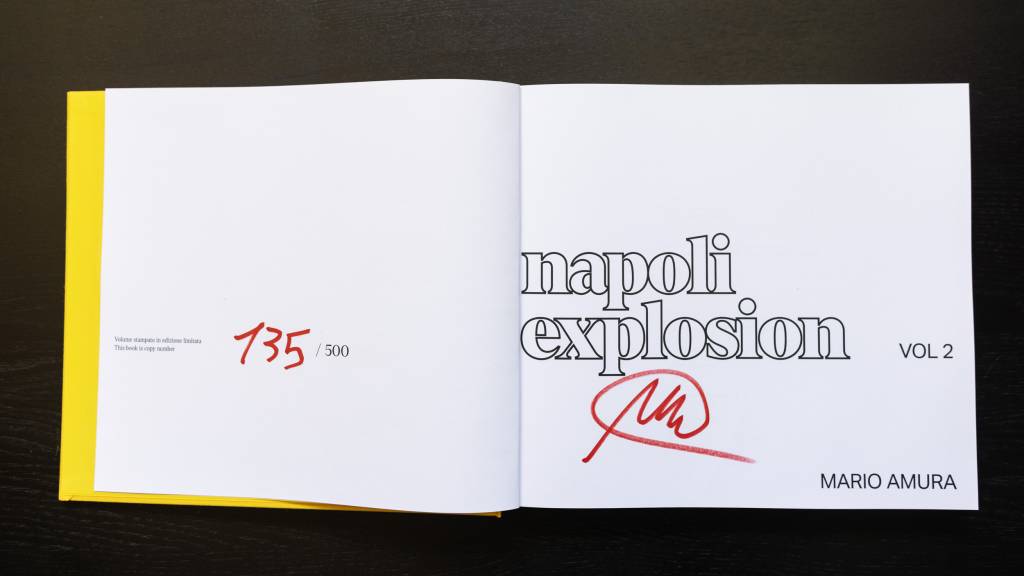 Volume stampato in edizione limitata
This book is copy number
135 / 500
napoli
explosion
VOL 2
MARIO AMURA